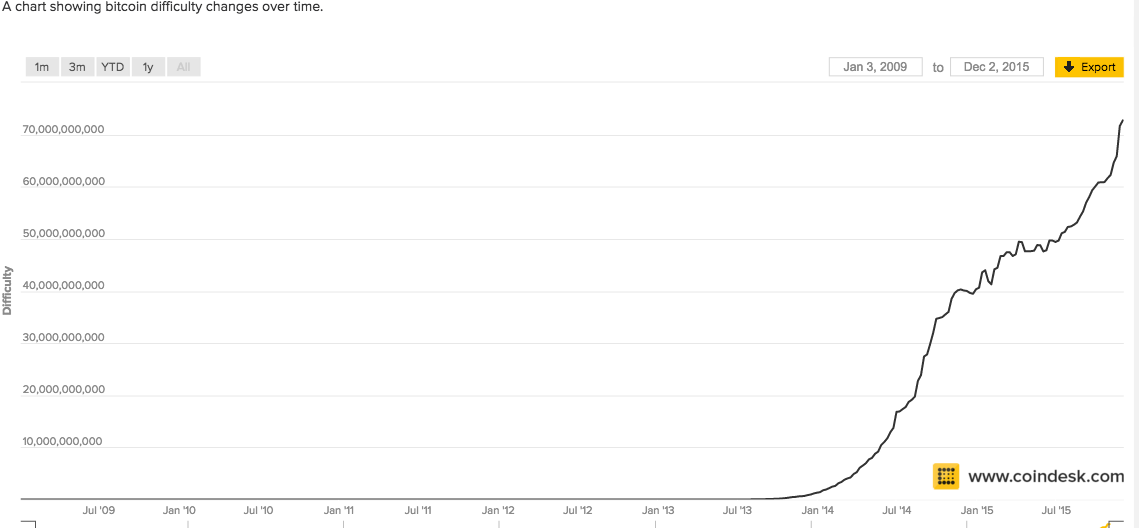 A chart showing bitcoin difficulty changes over time.
1m 3m YTD 1y All Jan 3, 2009 to Dec 2, 2015 Export
70,000,000,000
60,000,000,000
50,000,000,000
40,000,000,000
30,000,000,000
20,000,000,000
10,000,000,000
Difficulty
www.coindesk.com
Jul '09 Jan '10 Jul '10 Jan '11 Jul '11 Jan '12 Jul '12 Jan '13 Jul '13 Jan '14 Jul '14 Jan '15 Jul '15